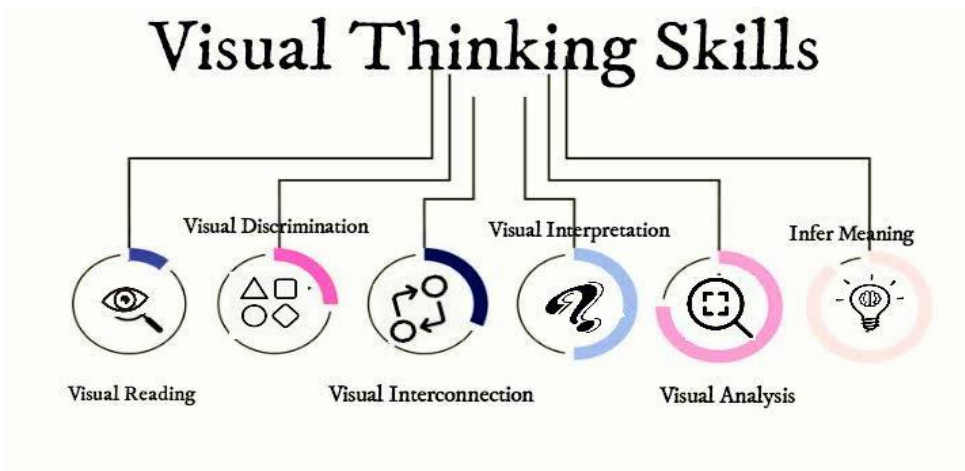 Visual Thinking Skills
Visual Discrimination
Visual Interpretation
Infer Meaning
Visual Reading
Visual Interconnection
Visual Analysis